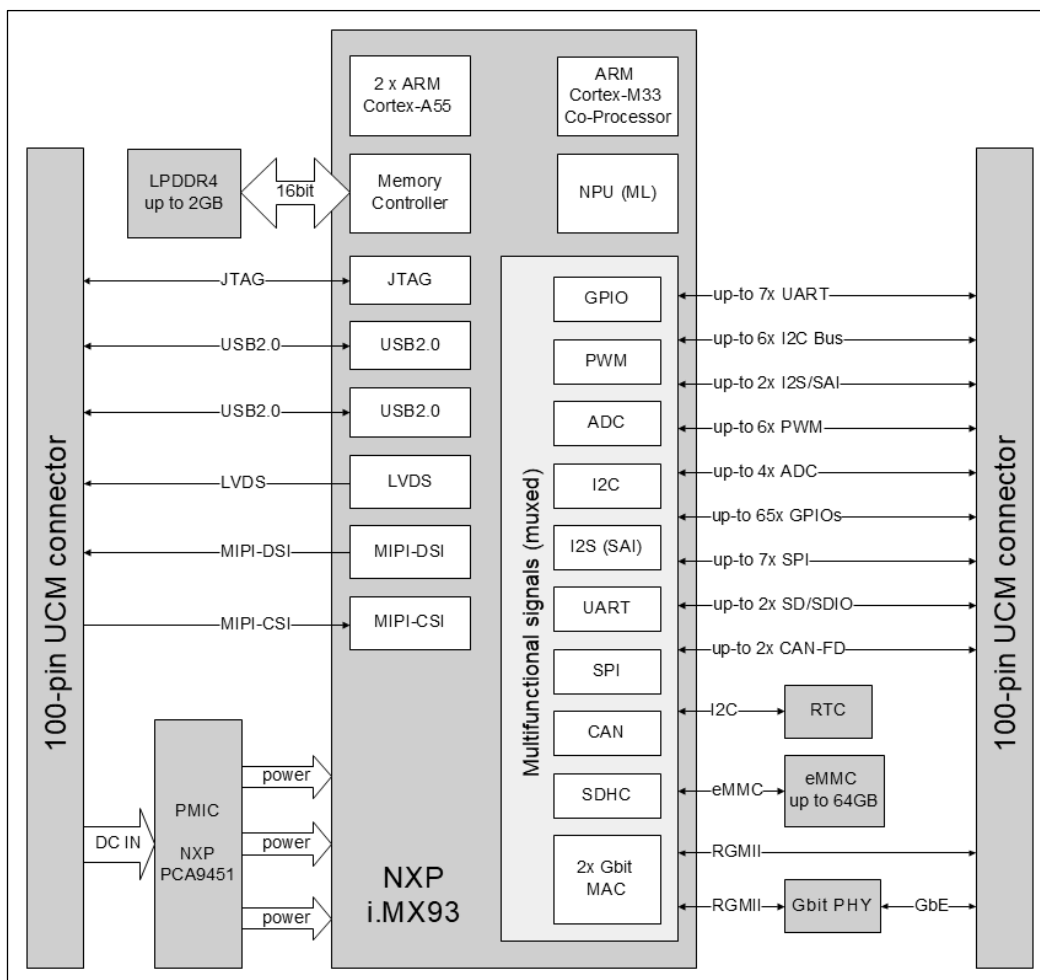 2 x ARM
Cortex-A55
ARM
Cortex-M33
Co-Processor
LPDDR4
up to 2GB
16bit
Memory
Controller
NPU (ML)
JTAG
JTAG
USB2.0
USB2.0
USB2.0
USB2.0
LVDS
LVDS
MIPI-DSI
MIPI-DSI
MIPI-CSI
MIPI-CSI
100-pin UCM connector
PMIC
NXP
PCA9451
DC IN
power
power
power
NXP
i.MX93
Multifunctional signals (muxed)
GPIO
PWM
ADC
I2C
I2S (SAI)
UART
SPI
CAN
SDHC
2x Gbit
MAC
up-to 7x UART
up-to 6x I2C Bus
up-to 2x I2S/SAI
up-to 6x PWM
up-to 4x ADC
up-to 65x GPIOs
up-to 7x SPI
up-to 2x SD/SDIO
up-to 2x CAN-FD
I2C
RTC
eMMC
eMMC
up to 64GB
RGMII
RGMII
Gbit PHY
GbE
100-pin UCM connector